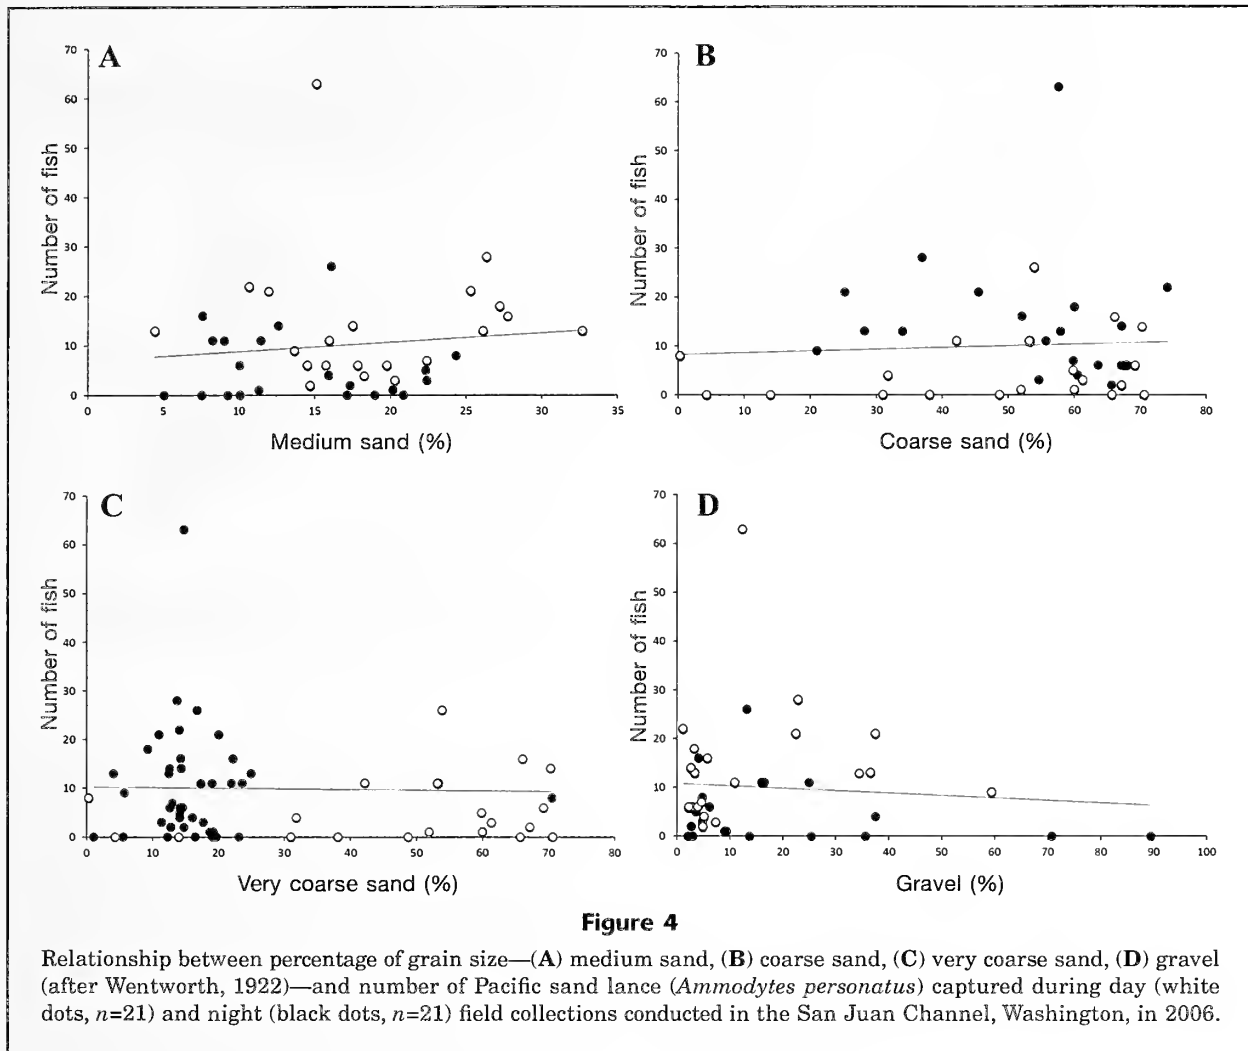 A
70
60
50
40
30
20
10
0
Number of fish
0 5 10 15 20 25 30 35
Medium sand (%)
B
70
60
50
40
30
20
10
0
Number of fish
0 10 20 30 40 50 60 70 80
Coarse sand (%)
C
70
60
50
40
30
20
10
0
Number of fish
0 10 20 30 40 50 60 70 80
Very coarse sand (%)
D
70
60
50
40
30
20
10
0
Number of fish
0 10 20 30 40 50 60 70 80 90 100
Gravel (%)
Figure 4
Relationship between percentage of grain size—(A) medium sand, (B) coarse sand, (C) very coarse sand, (D) gravel
(after Wentworth, 1922)—and number of Pacific sand lance (Ammodytes personatus) captured during day (white
dots, n=21) and night (black dots, n=21) field collections conducted in the San Juan Channel, Washington, in 2006.